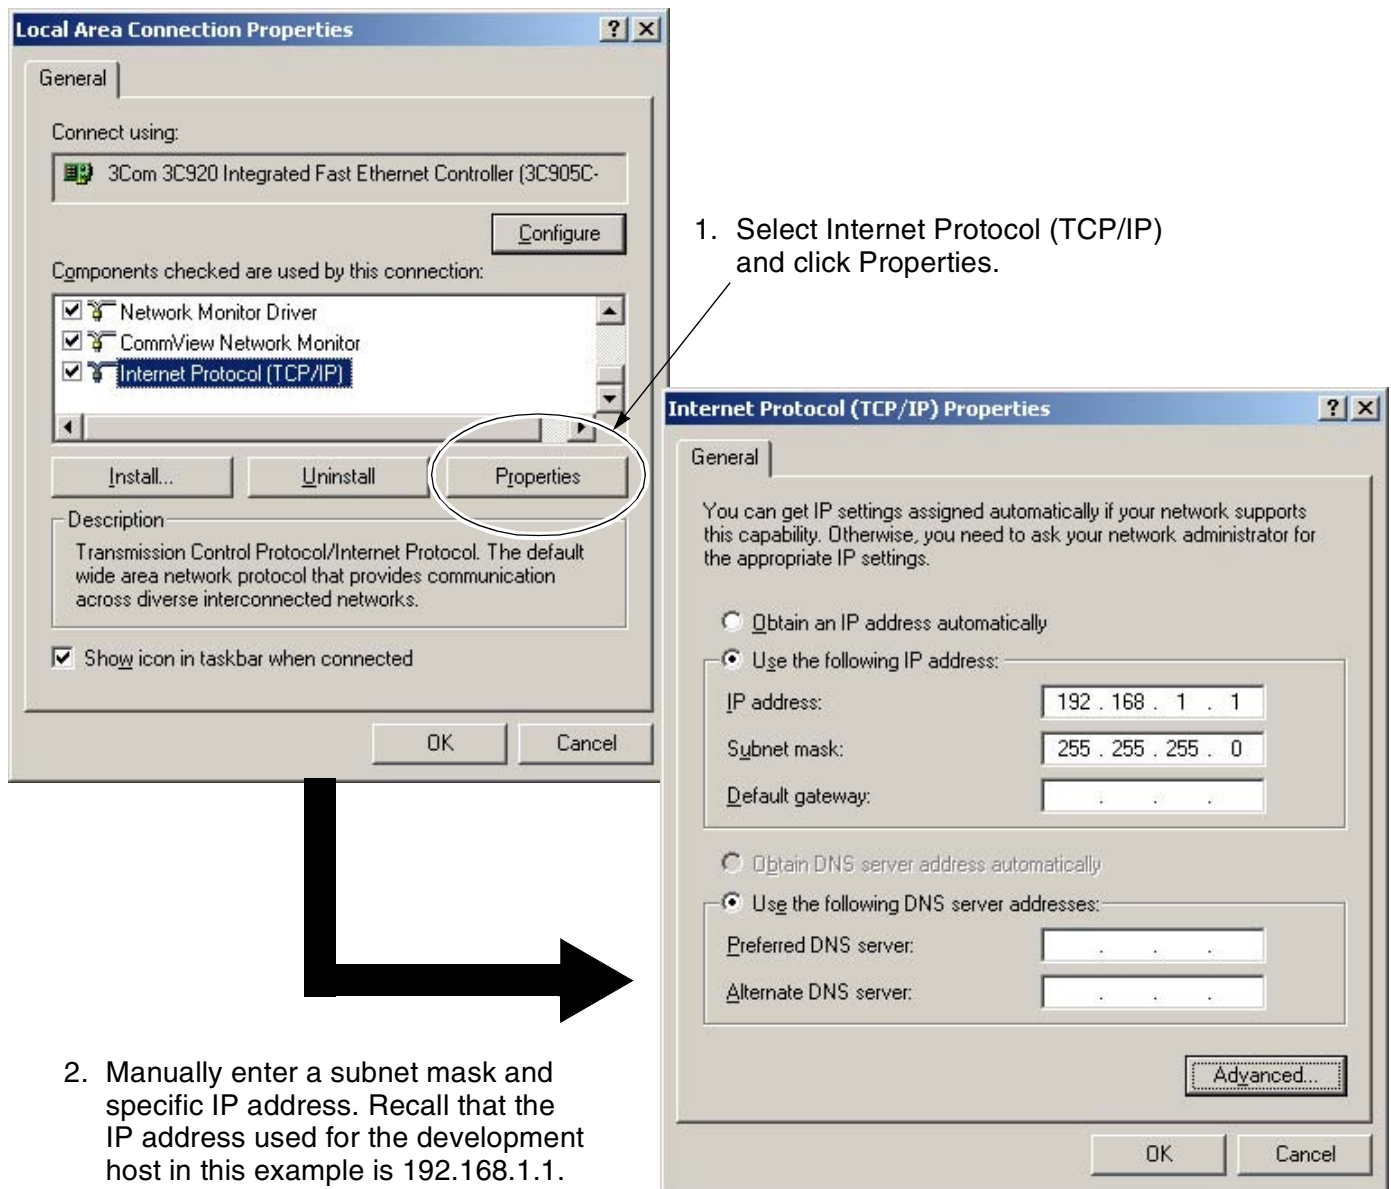 Local Area Connection Properties
General
Connect using:
3Com 3C920 Integrated Fast Ethernet Controller (3C905C-
Configure
Components checked are used by this connection:
Network Monitor Driver
CommView Network Monitor
Internet Protocol (TCP/IP)
Install...
Uninstall
Properties
Description
Transmission Control Protocol/Internet Protocol. The default
wide area network protocol that provides communication
across diverse interconnected networks.
Show icon in taskbar when connected
OK
Cancel
1. Select Internet Protocol (TCP/IP)
and click Properties.
Internet Protocol (TCP/IP) Properties
General
You can get IP settings assigned automatically if your network supports
this capability. Otherwise, you need to ask your network administrator for
the appropriate IP settings.
Obtain an IP address automatically
Use the following IP address:
IP address: 192 . 168 . 1 . 1
Subnet mask: 255 . 255 . 255 . 0
Default gateway: . . .
Obtain DNS server address automatically
Use the following DNS server addresses:
Preferred DNS server: . . .
Alternate DNS server: . . .
Advanced...
OK
Cancel
2. Manually enter a subnet mask and
specific IP address. Recall that the
IP address used for the development
host in this example is 192.168.1.1.